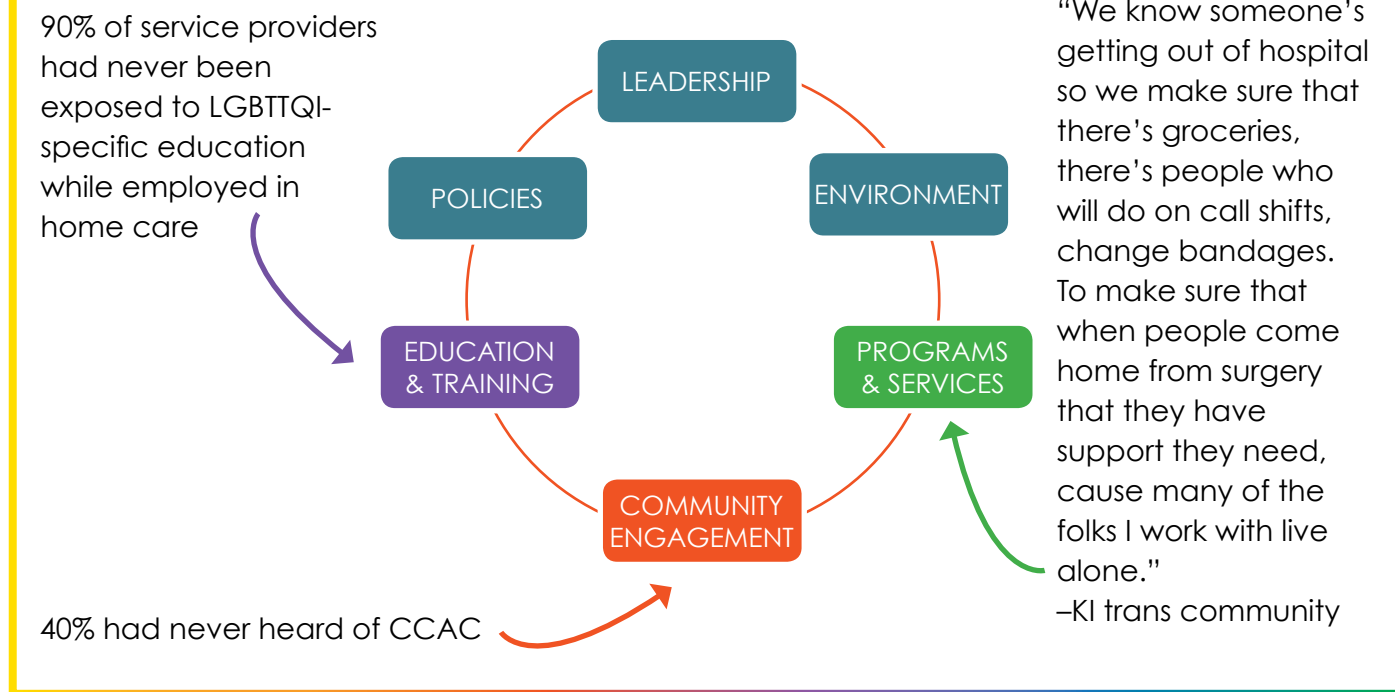 90% of service providers
had never been
exposed to LGBTTQI-
specific education
while employed in
home care
LEADERSHIP
POLICIES
ENVIRONMENT
EDUCATION
& TRAINING
PROGRAMS
& SERVICES
COMMUNITY
ENGAGEMENT
40% had never heard of CCAC
“We know someone’s
getting out of hospital
so we make sure that
there’s groceries,
there’s people who
will do on call shifts,
change bandages.
To make sure that
when people come
home from surgery
that they have
support they need,
cause many of the
folks I work with live
alone.”
–KI trans community